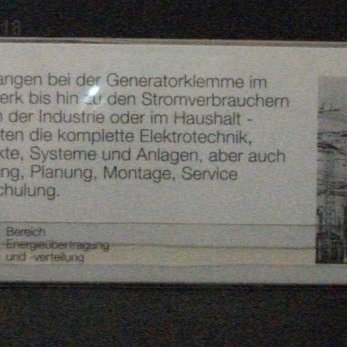 angen bei der Generatorklemme im
erk bis hin zu den Stromverbrauchern
n der Industrie oder im Haushalt -
ten die komplette Elektrotechnik,
kte, Systeme und Anlagen, aber auch
ng, Planung, Montage, Service
chulung.
Bereich
Energieübertragung
und -verteilung